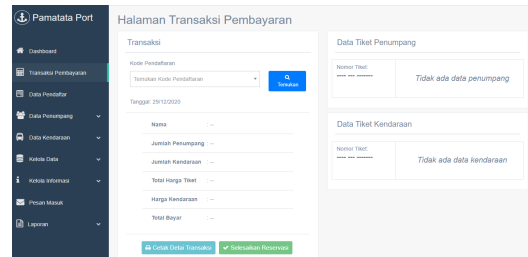 Pamatata Port
Dashboard
Transaksi Pembayaran
Data Pendaftar
Data Penumpang
Data Kendaraan
Kelola Data
Kelola Informasi
Pesan Masuk
Laporan
Halaman Transaksi Pembayaran
Transaksi
Kode Pendaftaran
Temukan Kode Pendaftaran
Temukan
Tanggal: 29/12/2020
Nama : --
Jumlah Penumpang : --
Jumlah Kendaraan : --
Total Harga Tiket : --
Harga Kendaraan : --
Total Bayar : --
Cetak Detai Transaksi
Selesaikan Reservasi
Data Tiket Penumpang
Nomor Tiket:
---- --- -------
Tidak ada data penumpang
Data Tiket Kendaraan
Nomor Tiket:
---- --- -------
Tidak ada data kendaraan